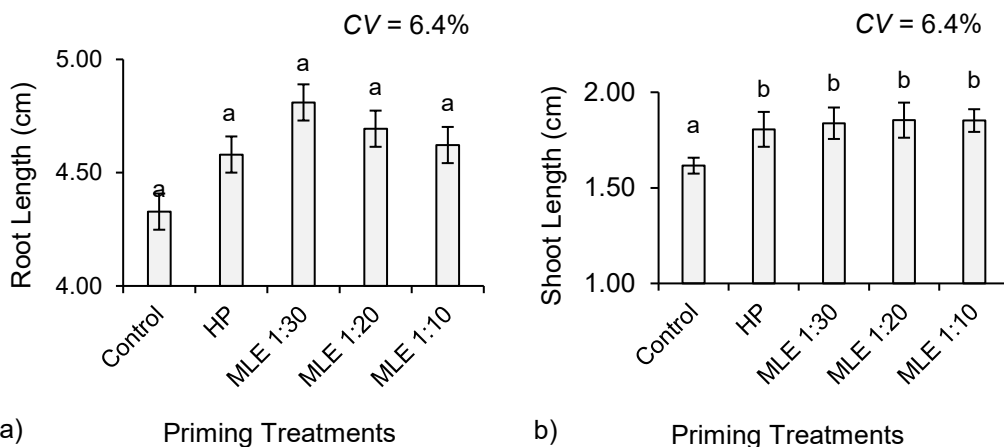 CV = 6.4%
5.00
4.50
4.00
Root Length (cm)
a
a
a
a
a
Control
HP
MLE 1:30
MLE 1:20
MLE 1:10
a)
Priming Treatments
CV = 6.4%
2.00
1.50
1.00
Shoot Length (cm)
a
b
b
b
b
Control
HP
MLE 1:30
MLE 1:20
MLE 1:10
b)
Priming Treatments